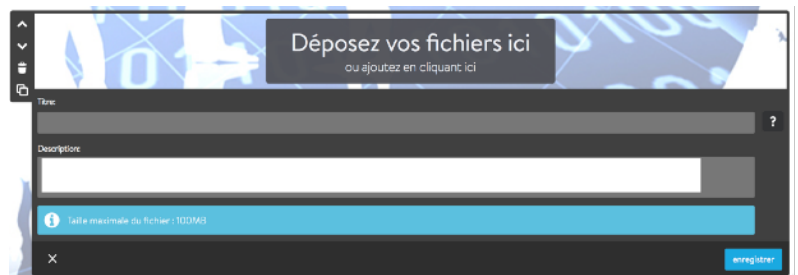 Déposez vos fichiers ici
ou ajoutez en cliquant ici
Titre:
?
Description:
Taille maximale du fichier : 100MB
enregistrer